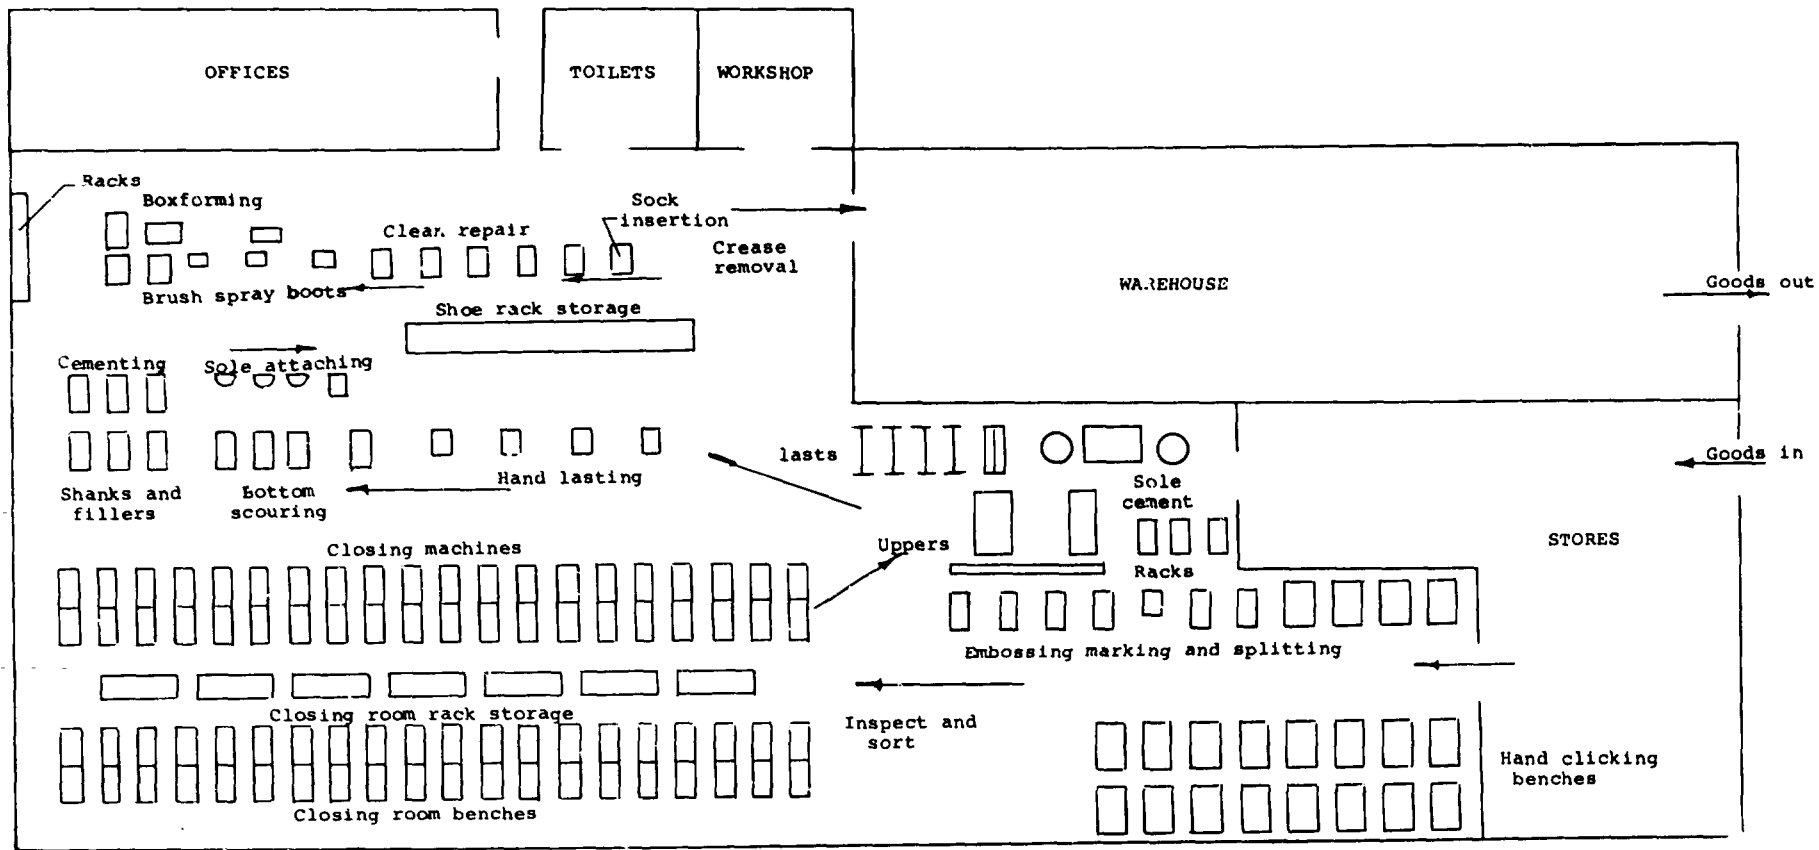 OFFICES
TOILETS
WORKSHOP
Racks
Boxforming
Sock
insertion
Clean repair
Crease
removal
Brush spray boots
Shoe rack storage
WAREHOUSE
Goods out
Cementing
Sole attaching
lasts
Goods in
Hand lasting
Shanks and
fillers
Bottom
scouring
Sole
cement
Closing machines
Uppers
STORES
Racks
Embossing marking and splitting
Closing room rack storage
Inspect and
sort
Hand clicking
benches
Closing room benches